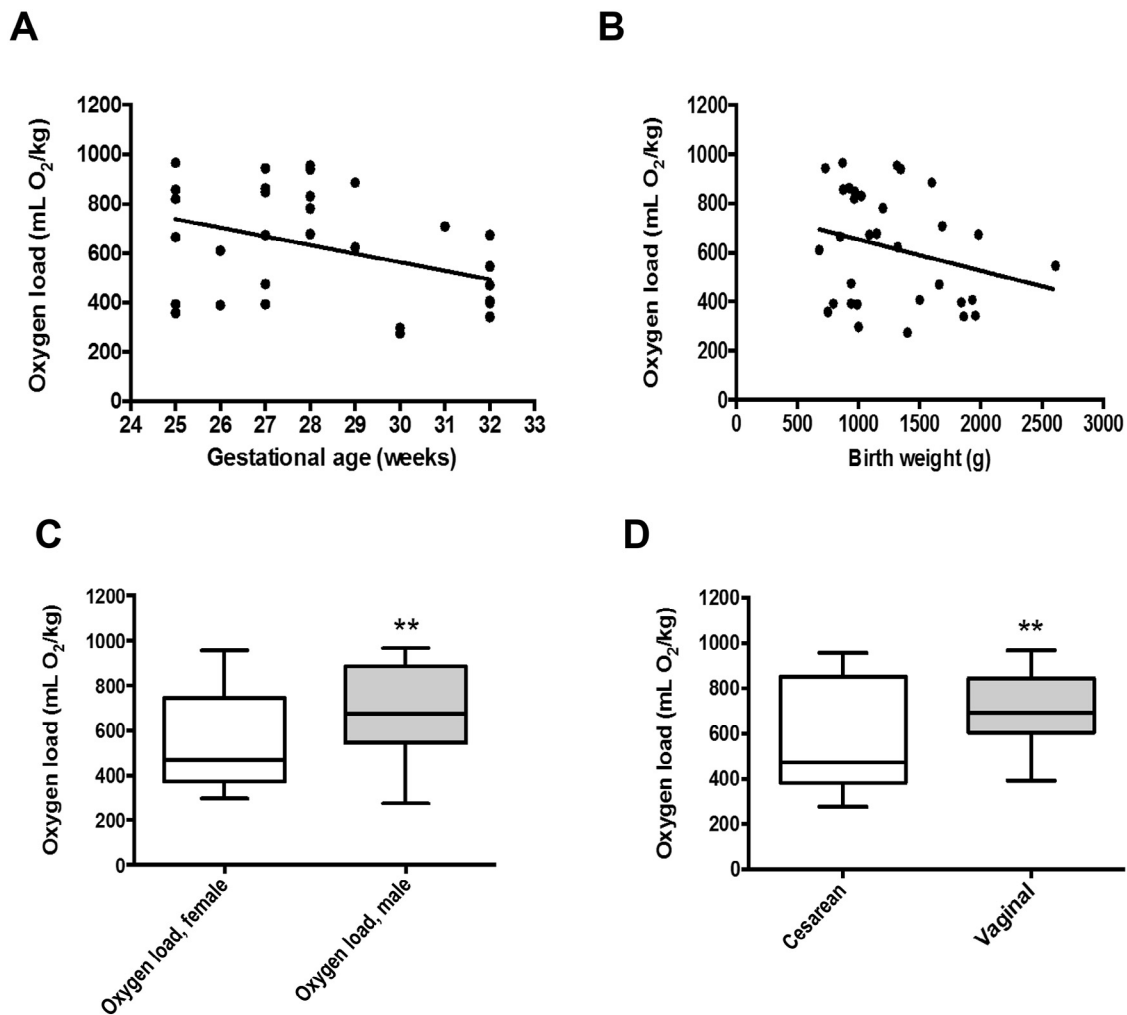 A
B
Oxygen load (mL O₂/kg)
1200
1000
800
600
400
200
0
24 25 26 27 28 29 30 31 32 33
Gestational age (weeks)
Oxygen load (mL O₂/kg)
1200
1000
800
600
400
200
0
0 500 1000 1500 2000 2500 3000
Birth weight (g)
C
D
Oxygen load (mL O₂/kg)
1200
1000
800
600
400
200
0
**
Oxygen load, female
Oxygen load, male
Oxygen load (mL O₂/kg)
1200
1000
800
600
400
200
0
**
Cesarean
Vaginal